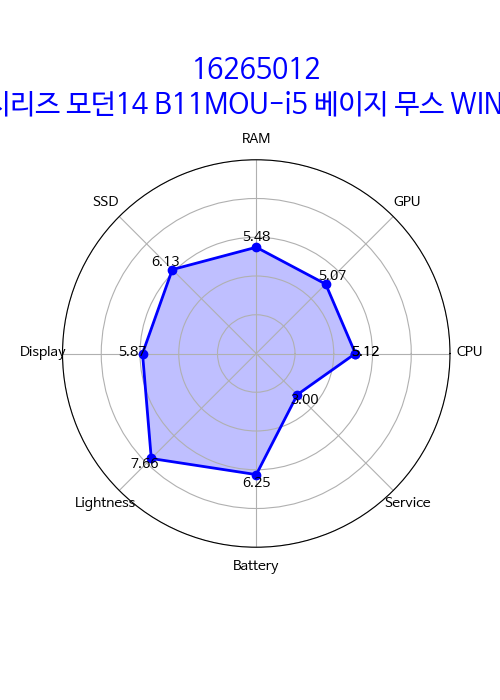 16265012
시리즈 모던14 B11MOU-i5 베이지 무스 WIN
RAM
SSD
GPU
5.48
6.13
5.07
Display
5.87
5.12
CPU
3.00
7.66
6.25
Lightness
Service
Battery